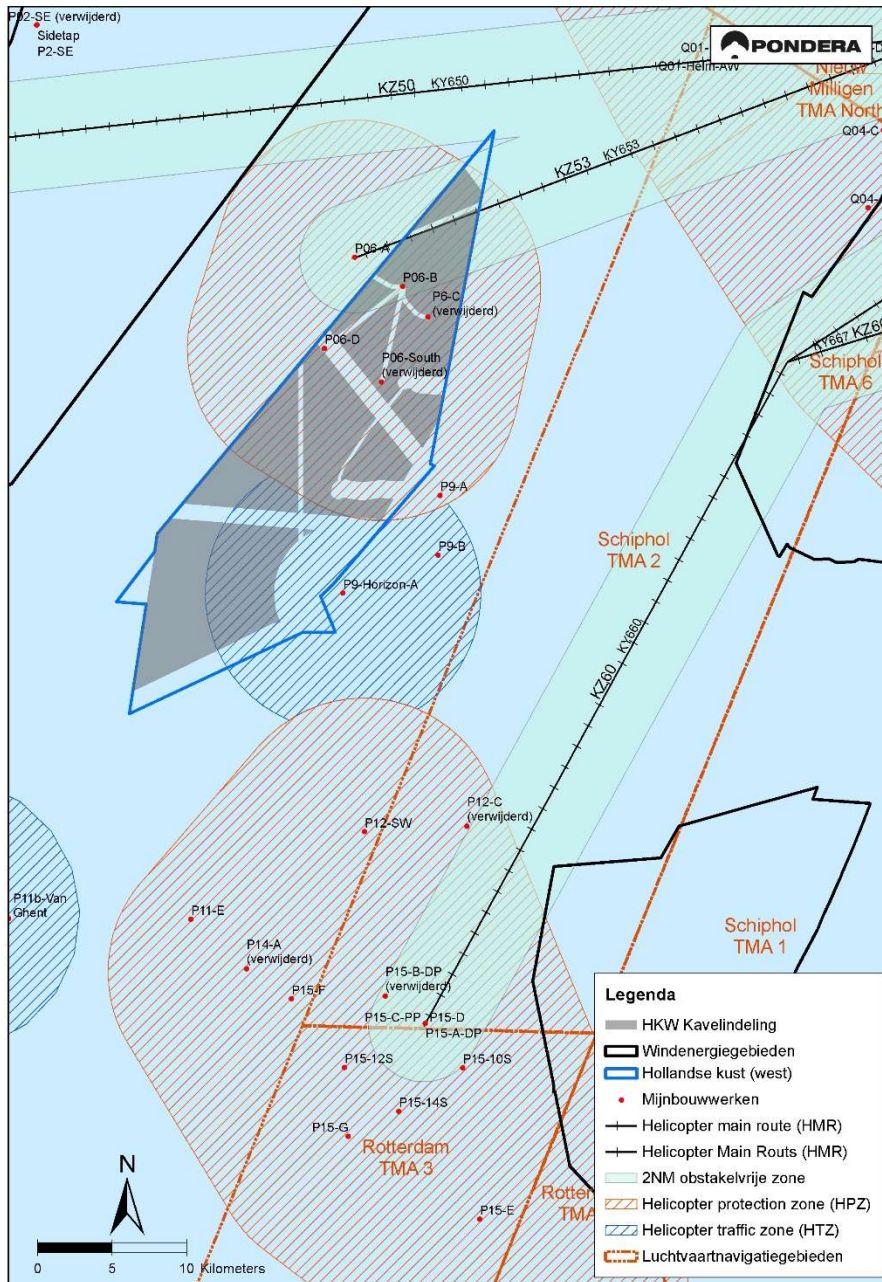 P02-SE (verwijderd)
Sidetap
P2-SE
PONDERA
Q01-
Q01-Helm-AW
Nieuw
Milligen
TMA North
KZ50
KY650
Q04-C
KZ53
KY653
Q04-
P06-A
P06-B
P6-C
(verwijderd)
P06-D
KY667
KZ60
P06-South
(verwijderd)
Schiphol
TMA 6
P9-A
Schiphol
TMA 2
P9-B
P9-Horizon-A
KZ60
KY660
P12-SW
P12-C
(verwijderd)
P11b-Van
Ghent
P11-E
Schiphol
TMA 1
P14-A
(verwijderd)
P15-F
P15-B-DP
(verwijderd)
P15-C-PP
P15-D
P15-A-DP
P15-12S
P15-10S
P15-14S
P15-G
Rotterdam
TMA 3
P15-E
Rotter
TMA
N
0 5 10 Kilometers
Legenda
HKW Kavelindeling
Windenergiegebieden
Hollandse kust (west)
Mijnbouwwerken
Helicopter main route (HMR)
Helicopter Main Routs (HMR)
2NM obstakelvrije zone
Helicopter protection zone (HPZ)
Helicopter traffic zone (HTZ)
Luchtvaartnavigatiegebieden